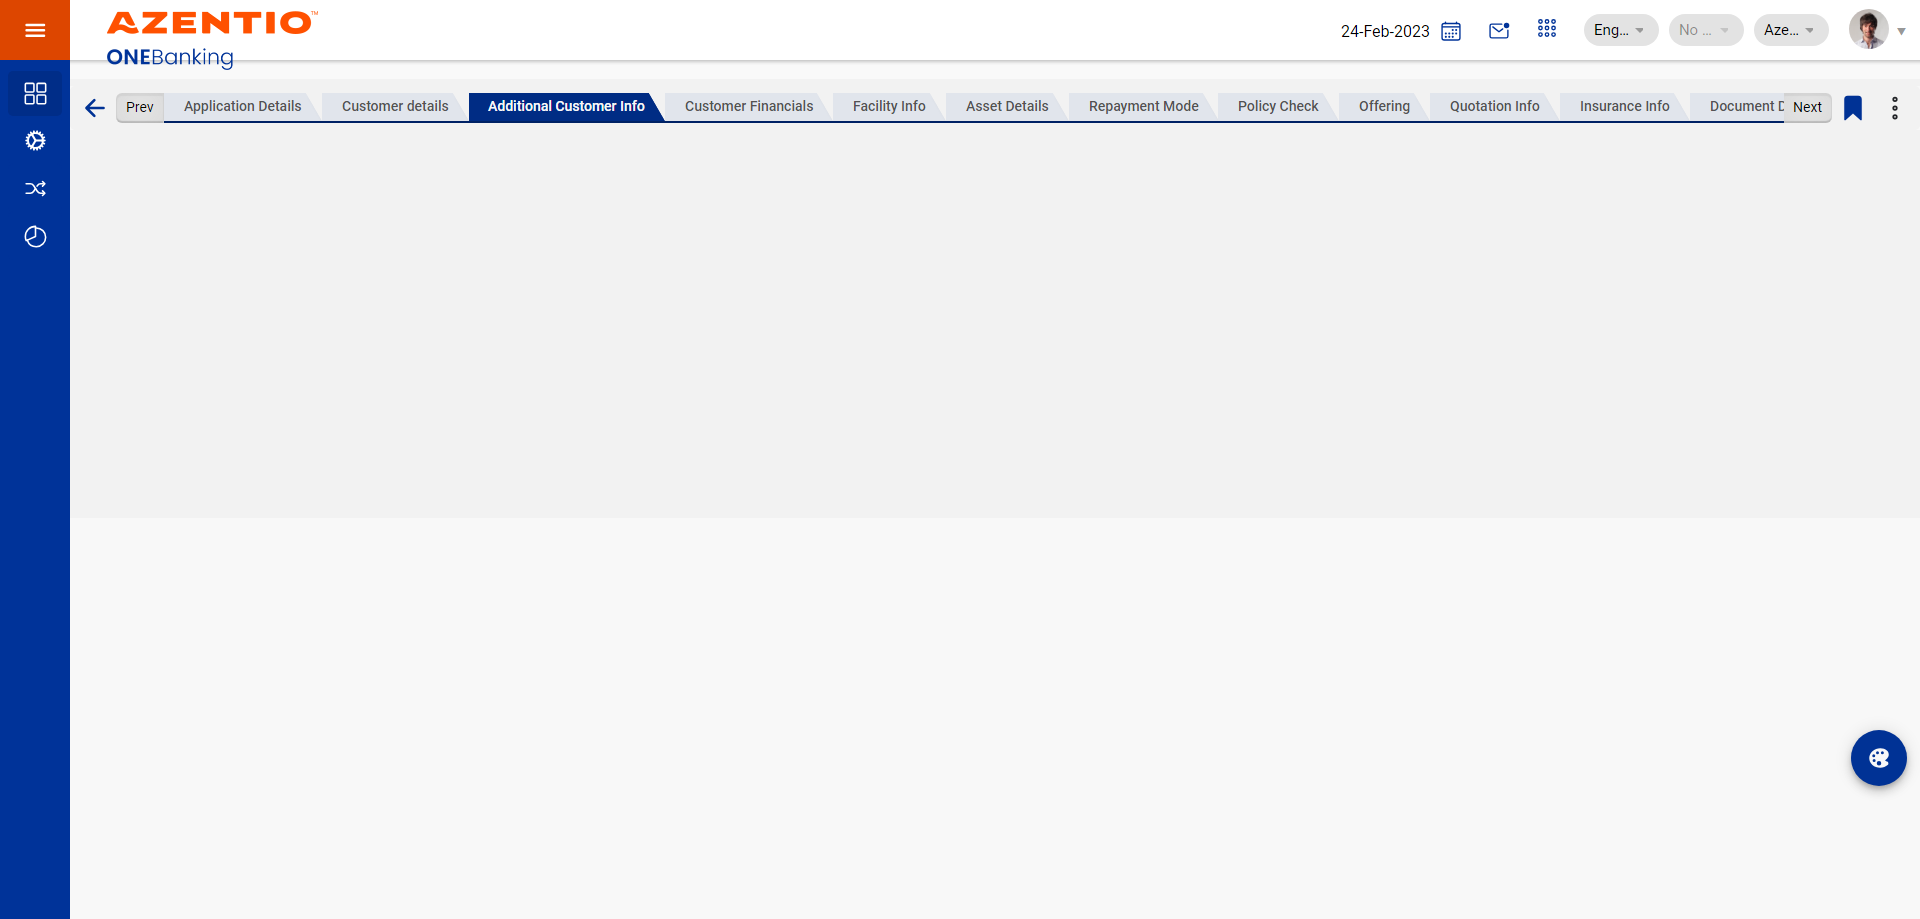 AZENTIO™
ONEBanking
24-Feb-2023
Eng...
No ...
Aze...
Prev
Application Details
Customer details
Additional Customer Info
Customer Financials
Facility Info
Asset Details
Repayment Mode
Policy Check
Offering
Quotation Info
Insurance Info
Document D
Next